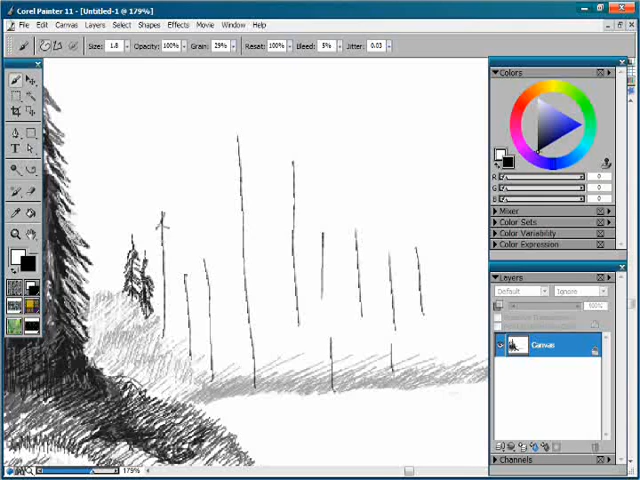 Corel Painter 11 - [Untitled-1 @ 179%]
File Edit Canvas Layers Select Shapes Effects Movie Window Help
Size: 1.8 Opacity: 100% Grain: 29% Resat: 100% Bleed: 5% Jitter: 0.03
Colors
R 0
G 0
B 0
Mixer
Color Sets
Color Variability
Color Expression
Layers
Default Ignore
100%
Canvas
Channels
179%